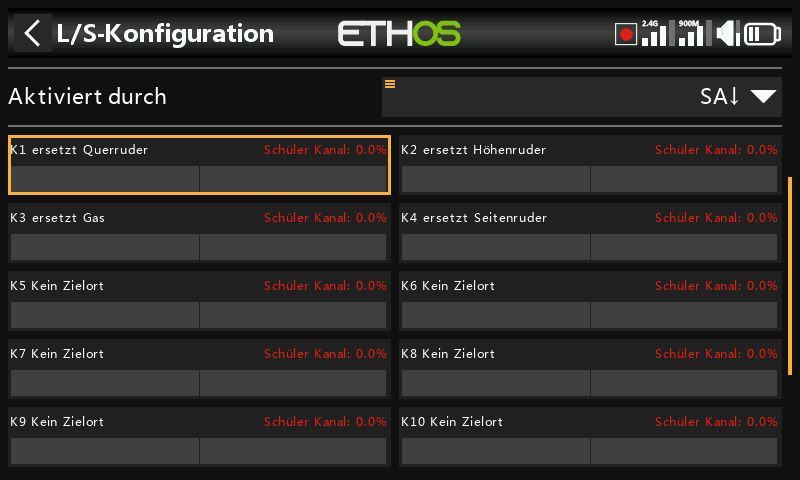 L/S-Konfiguration
ETHOS
2.4G
900M
Aktiviert durch
SA↓
K1 ersetzt Querruder Schüler Kanal: 0.0%
K2 ersetzt Höhenruder Schüler Kanal: 0.0%
K3 ersetzt Gas Schüler Kanal: 0.0%
K4 ersetzt Seitenruder Schüler Kanal: 0.0%
K5 Kein Zielort Schüler Kanal: 0.0%
K6 Kein Zielort Schüler Kanal: 0.0%
K7 Kein Zielort Schüler Kanal: 0.0%
K8 Kein Zielort Schüler Kanal: 0.0%
K9 Kein Zielort Schüler Kanal: 0.0%
K10 Kein Zielort Schüler Kanal: 0.0%